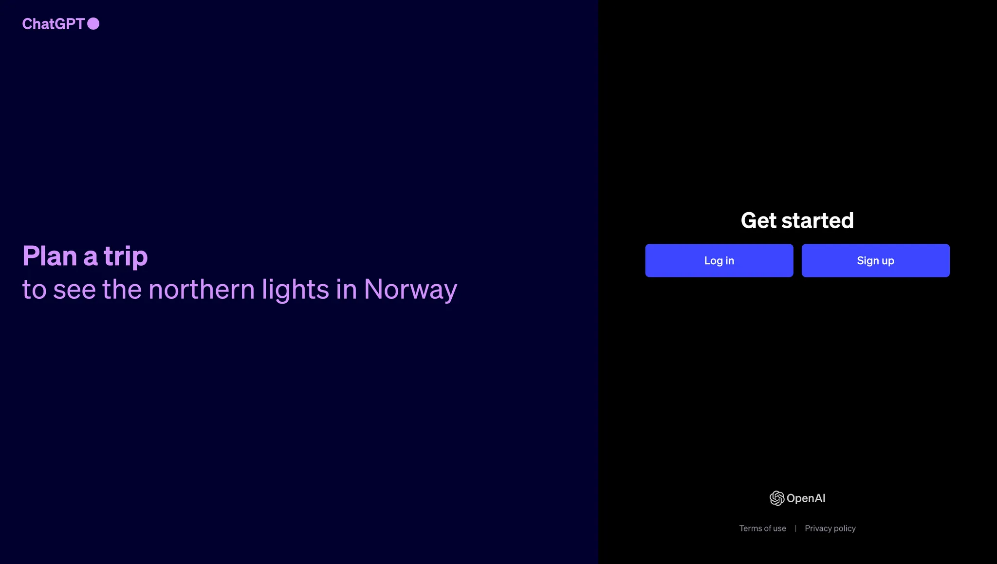 ChatGPT
Plan a trip
to see the northern lights in Norway
Get started
Log in
Sign up
OpenAI
Terms of use | Privacy policy